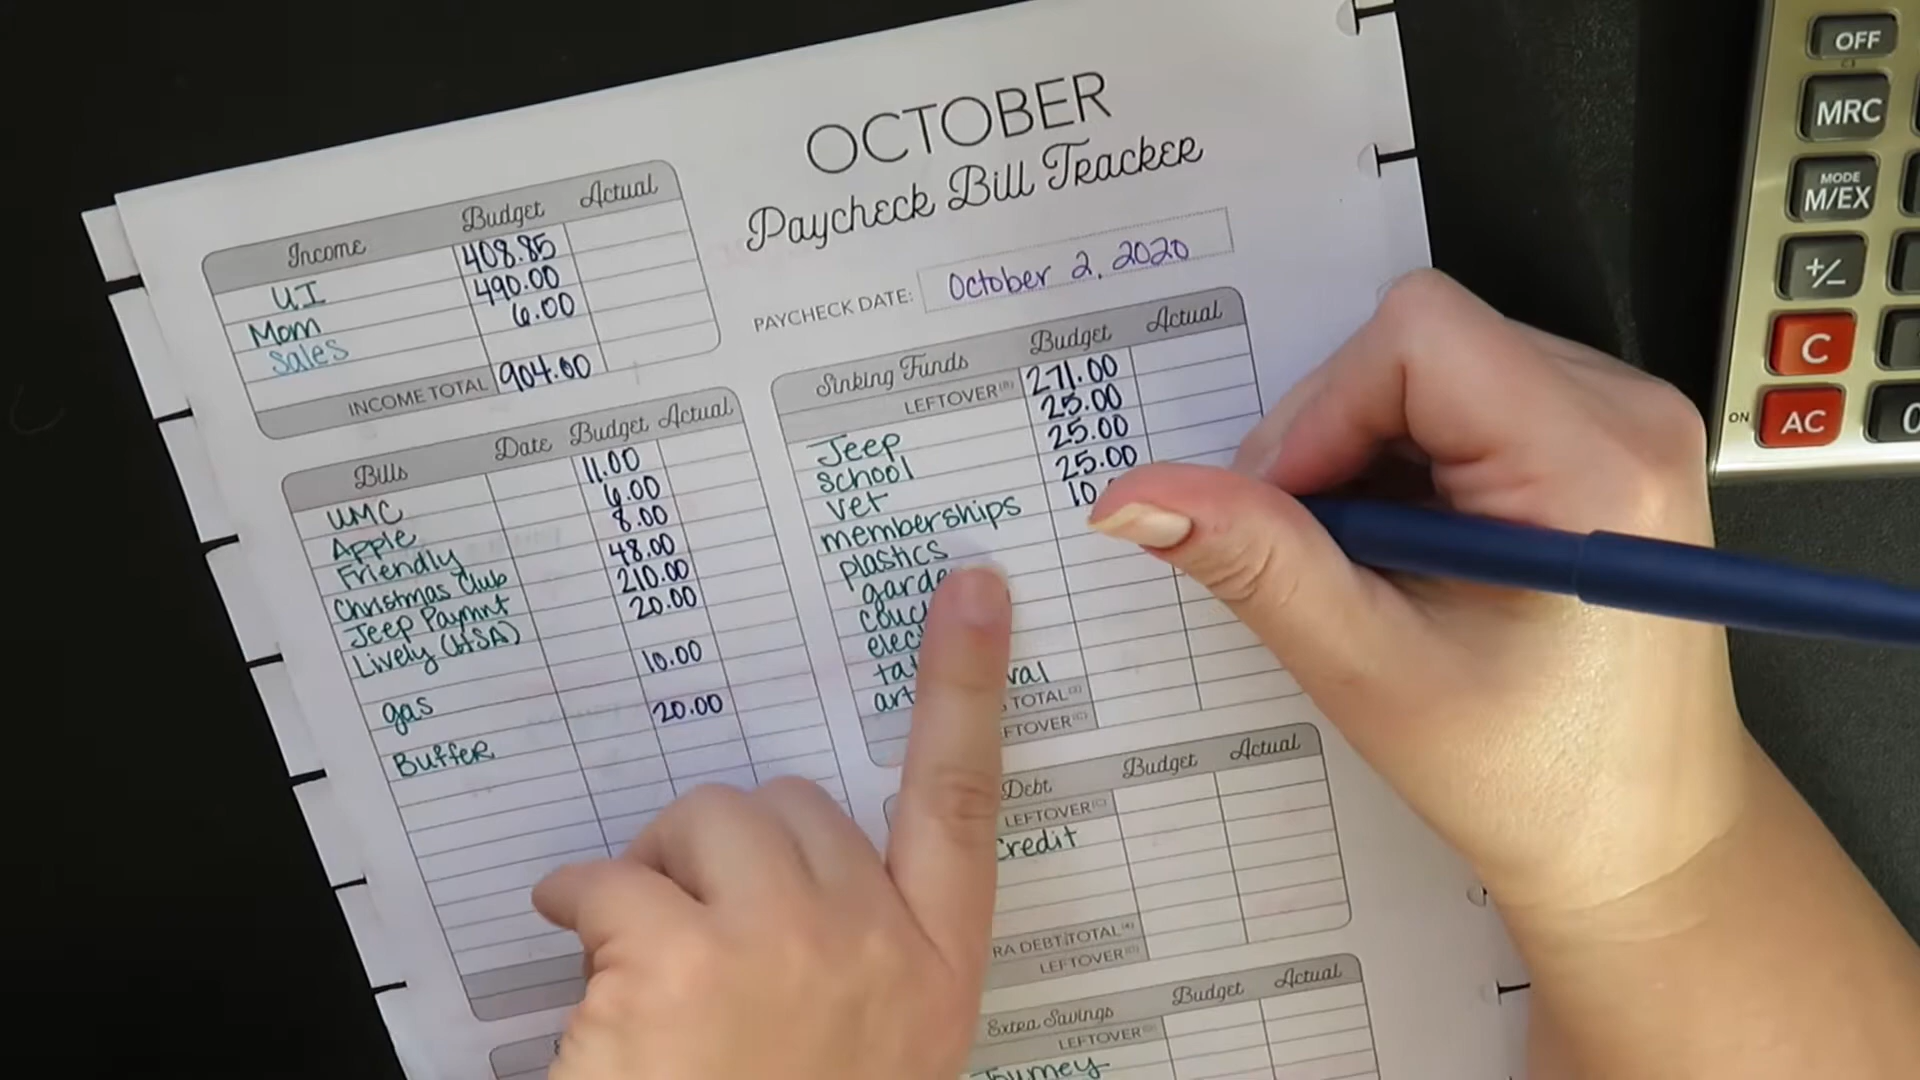 OCTOBER
Paycheck Bill Tracker
PAYCHECK DATE: October 2, 2020
Income Budget Actual
UI 408.85
Mom 490.00
Sales 6.00
INCOME TOTAL 904.00
Bills Date Budget Actual
UMC 11.00
Apple 6.00
Friendly 8.00
Christmas Club 48.00
Jeep Paymnt 210.00
Lively (HSA) 20.00
gas 10.00
Buffer 20.00
Sinking Funds Budget Actual
LEFTOVER(B) 271.00
Jeep 25.00
School 25.00
vet 25.00
memberships 10
plastics
Debt Budget Actual
LEFTOVER(C)
Credit
TOTAL(4)
LEFTOVER(D)
Extra Savings Budget Actual
LEFTOVER
OFF
MRC
MODE
M/EX
+/−
C
ON AC 0